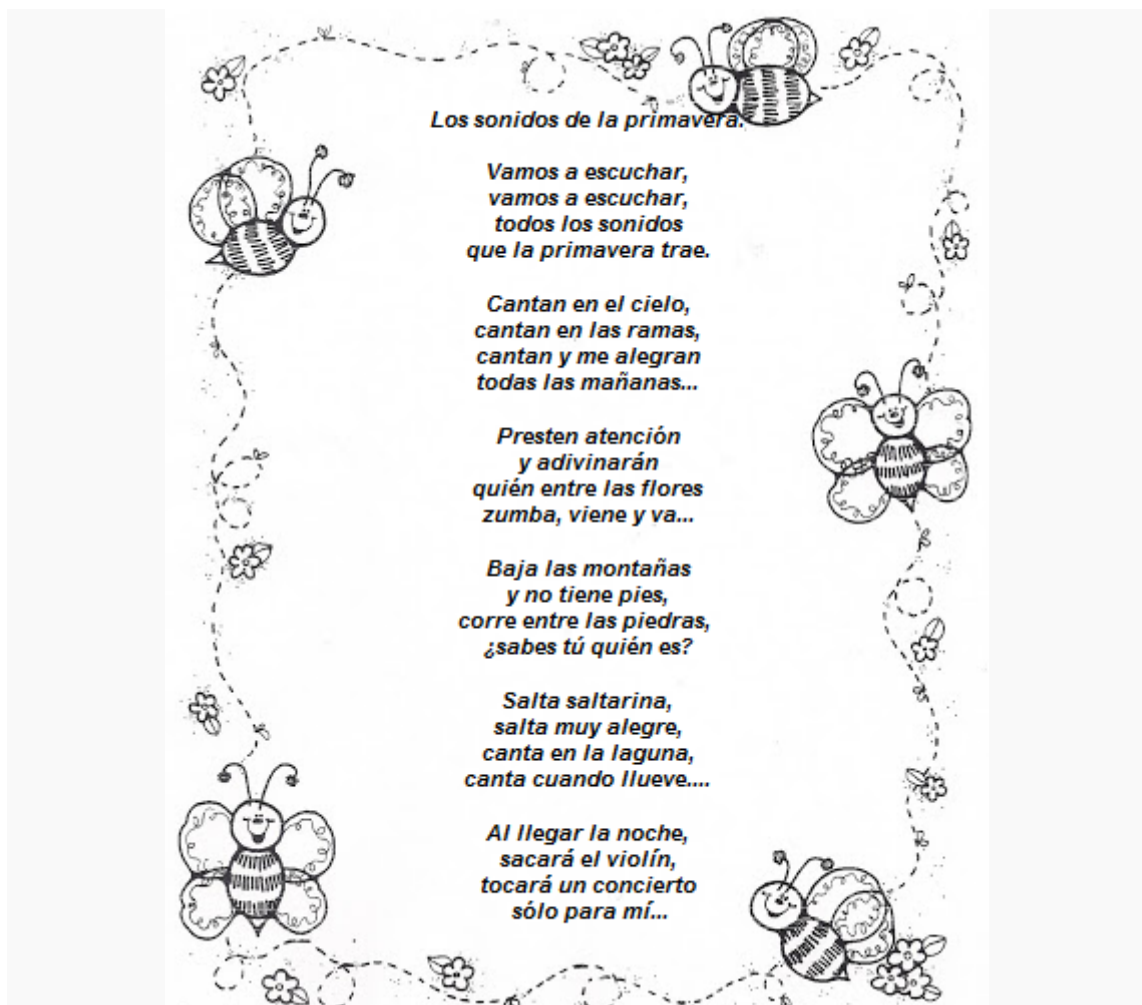 Los sonidos de la primavera.
Vamos a escuchar,
vamos a escuchar,
todos los sonidos
que la primavera trae.
Cantan en el cielo,
cantan en las ramas,
cantan y me alegran
todas las mañanas...
Presten atención
y adivinarán
quién entre las flores
zumba, viene y va...
Baja las montañas
y no tiene pies,
corre entre las piedras,
¿sabes tú quién es?
Salta saltarina,
salta muy alegre,
canta en la laguna,
canta cuando llueve....
Al llegar la noche,
sacará el violín,
tocará un concierto
sólo para mí...